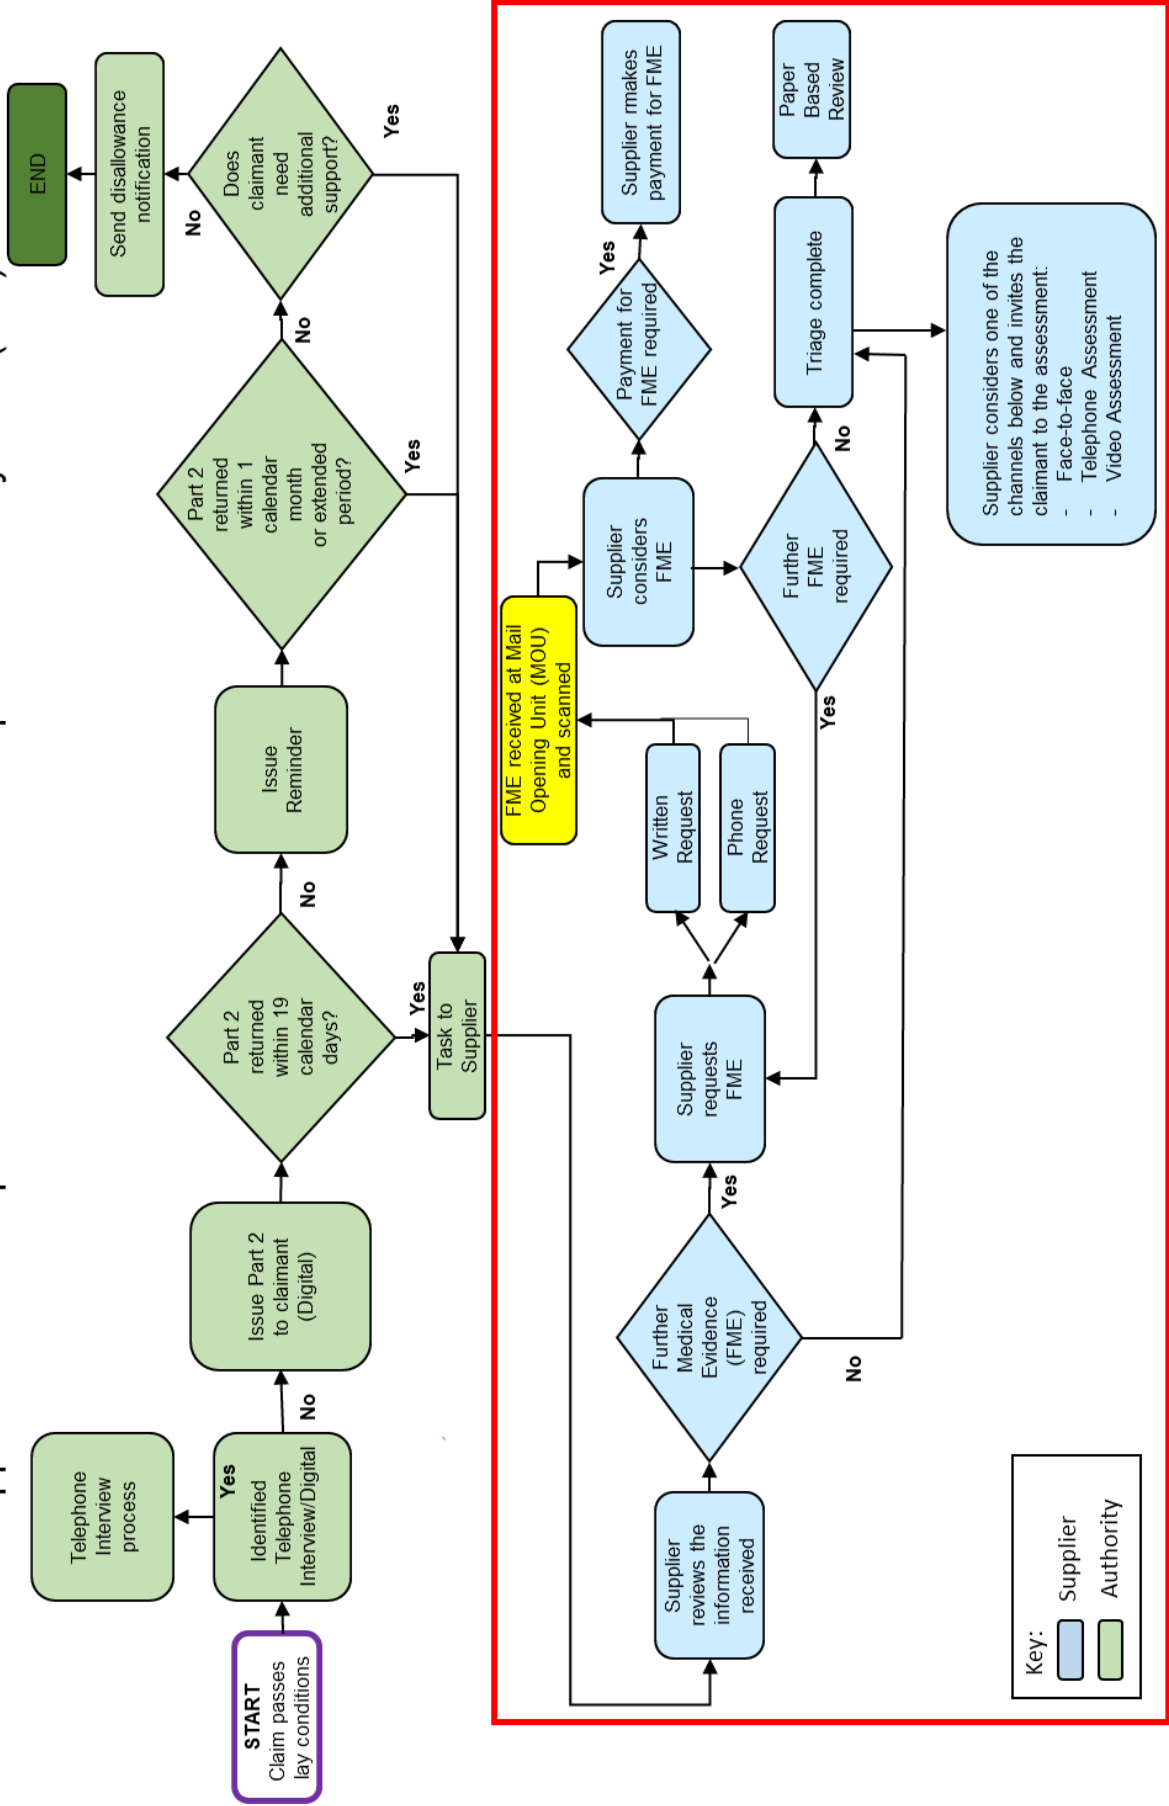 START
Claim passes
lay conditions
Telephone
Interview
process
Yes
Identified
Telephone
Interview/Digital
No
Issue Part 2
to claimant
(Digital)
Part 2
returned
within 19
calendar
days?
Yes
No
Issue
Reminder
Part 2
returned
within 1
calendar
month
or extended
period?
Yes
No
Does
claimant
need
additional
support?
Yes
No
Send disallowance
notification
END
Task to
Supplier
Supplier
reviews the
information
received
Further
Medical
Evidence
(FME)
required
Yes
No
Supplier
requests
FME
Written
Request
Phone
Request
FME received at Mail
Opening Unit (MOU)
and scanned
Supplier
considers
FME
Payment for
FME required
Yes
Supplier rmakes
payment for FME
Further
FME
required
Yes
No
Triage complete
Paper
Based
Review
Supplier considers one of the
channels below and invites the
claimant to the assessment:
- Face-to-face
- Telephone Assessment
- Video Assessment
Key:
Supplier
Authority